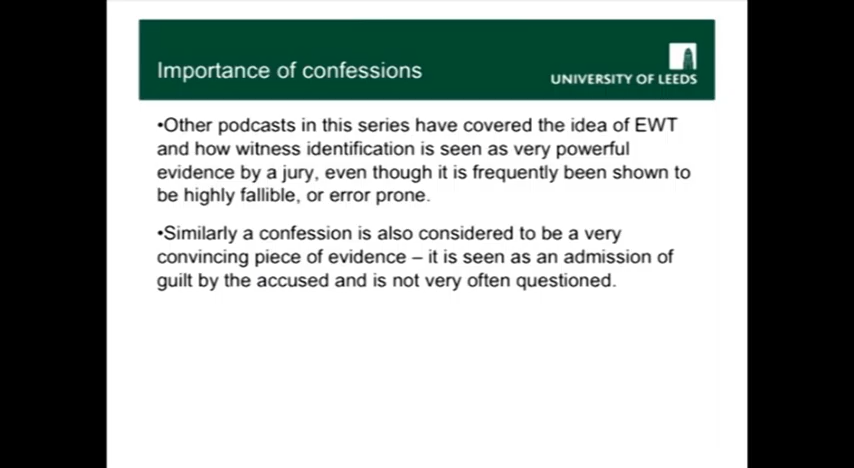 Importance of confessions
UNIVERSITY OF LEEDS
•Other podcasts in this series have covered the idea of EWT
and how witness identification is seen as very powerful
evidence by a jury, even though it is frequently been shown to
be highly fallible, or error prone.
•Similarly a confession is also considered to be a very
convincing piece of evidence – it is seen as an admission of
guilt by the accused and is not very often questioned.